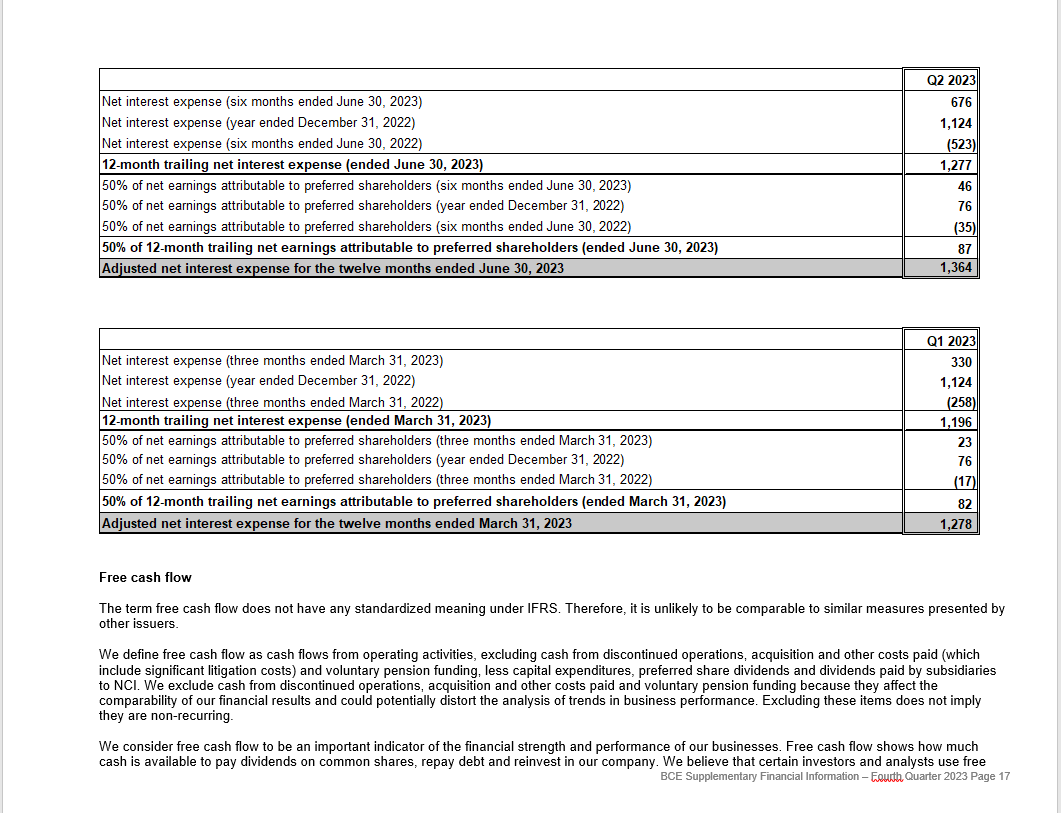 Q2 2023
Net interest expense (six months ended June 30, 2023) 676
Net interest expense (year ended December 31, 2022) 1,124
Net interest expense (six months ended June 30, 2022) (523)
12-month trailing net interest expense (ended June 30, 2023) 1,277
50% of net earnings attributable to preferred shareholders (six months ended June 30, 2023) 46
50% of net earnings attributable to preferred shareholders (year ended December 31, 2022) 76
50% of net earnings attributable to preferred shareholders (six months ended June 30, 2022) (35)
50% of 12-month trailing net earnings attributable to preferred shareholders (ended June 30, 2023) 87
Adjusted net interest expense for the twelve months ended June 30, 2023 1,364
Q1 2023
Net interest expense (three months ended March 31, 2023) 330
Net interest expense (year ended December 31, 2022) 1,124
Net interest expense (three months ended March 31, 2022) (258)
12-month trailing net interest expense (ended March 31, 2023) 1,196
50% of net earnings attributable to preferred shareholders (three months ended March 31, 2023) 23
50% of net earnings attributable to preferred shareholders (year ended December 31, 2022) 76
50% of net earnings attributable to preferred shareholders (three months ended March 31, 2022) (17)
50% of 12-month trailing net earnings attributable to preferred shareholders (ended March 31, 2023) 82
Adjusted net interest expense for the twelve months ended March 31, 2023 1,278
Free cash flow
The term free cash flow does not have any standardized meaning under IFRS. Therefore, it is unlikely to be comparable to similar measures presented by
other issuers.
We define free cash flow as cash flows from operating activities, excluding cash from discontinued operations, acquisition and other costs paid (which
include significant litigation costs) and voluntary pension funding, less capital expenditures, preferred share dividends and dividends paid by subsidiaries
to NCI. We exclude cash from discontinued operations, acquisition and other costs paid and voluntary pension funding because they affect the
comparability of our financial results and could potentially distort the analysis of trends in business performance. Excluding these items does not imply
they are non-recurring.
We consider free cash flow to be an important indicator of the financial strength and performance of our businesses. Free cash flow shows how much
cash is available to pay dividends on common shares, repay debt and reinvest in our company. We believe that certain investors and analysts use free
BCE Supplementary Financial Information – Fourth Quarter 2023 Page 17